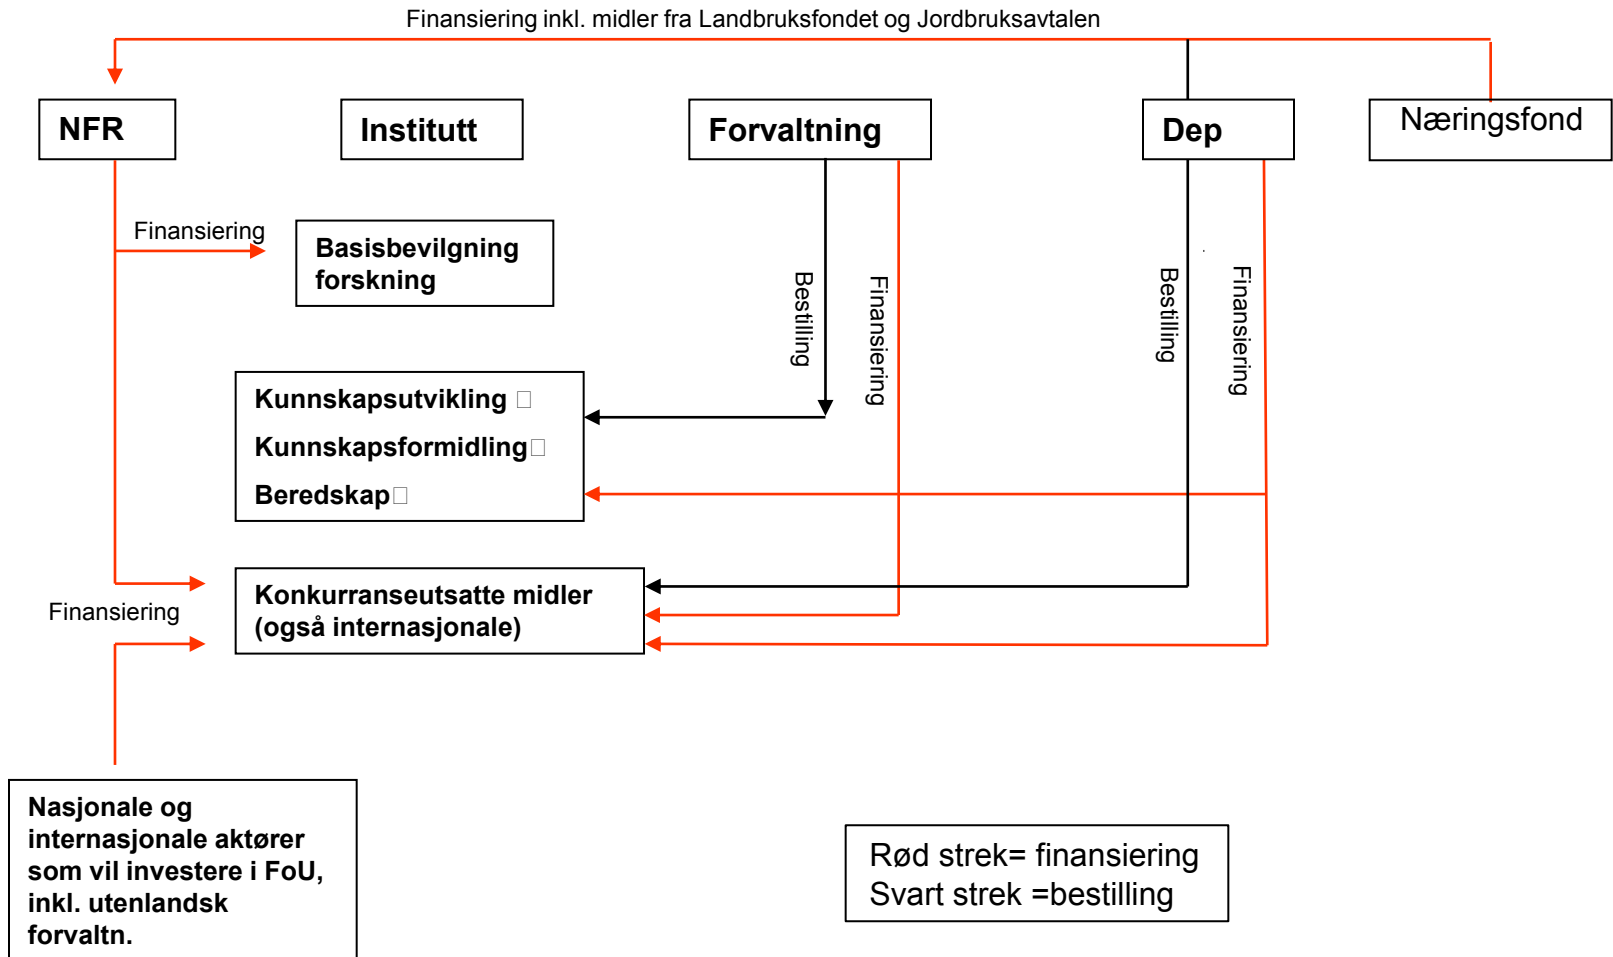 Finansiering inkl. midler fra Landbruksfondet og Jordbruksavtalen
NFR
Institutt
Forvaltning
Dep
Næringsfond
Finansiering
Basisbevilgning
forskning
Bestilling
Finansiering
Bestilling
Finansiering
Kunnskapsutvikling
Kunnskapsformidling
Beredskap
Konkurranseutsatte midler
(også internasjonale)
Finansiering
Nasjonale og
internasjonale aktører
som vil investere i FoU,
inkl. utenlandsk
forvaltn.
Rød strek= finansiering
Svart strek =bestilling